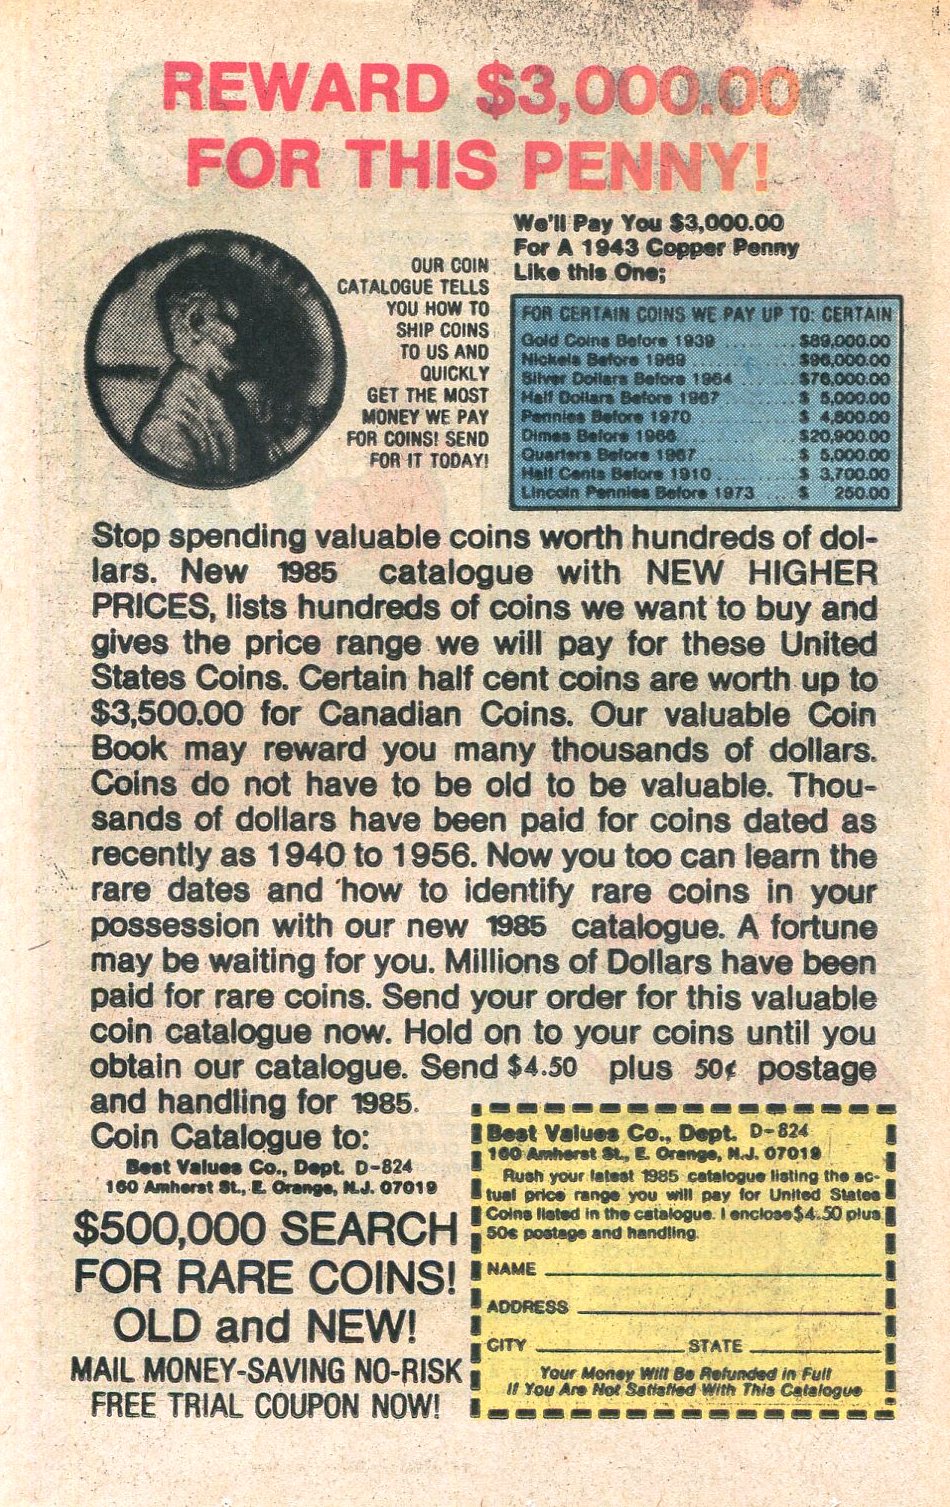 REWARD $3,000.00
FOR THIS PENNY!
We'll Pay You $3,000.00
For A 1943 Copper Penny
Like this One;
OUR COIN
CATALOGUE TELLS
YOU HOW TO
SHIP COINS
TO US AND
QUICKLY
GET THE MOST
MONEY WE PAY
FOR COINS! SEND
FOR IT TODAY!
FOR CERTAIN COINS WE PAY UP TO: CERTAIN
Gold Coins Before 1939 ......... $89,000.00
Nickels Before 1969 ......... $96,000.00
Silver Dollars Before 1964 ...... $76,000.00
Half Dollars Before 1967 ...... $ 5,000.00
Pennies Before 1970 ......... $ 4,800.00
Dimes Before 1966 ......... $20,900.00
Quarters Before 1967 ......... $ 5,000.00
Half Cents Before 1910 ......... $ 3,700.00
Lincoln Pennies Before 1973 .... $ 250.00
Stop spending valuable coins worth hundreds of dol-
lars. New 1985 catalogue with NEW HIGHER
PRICES, lists hundreds of coins we want to buy and
gives the price range we will pay for these United
States Coins. Certain half cent coins are worth up to
$3,500.00 for Canadian Coins. Our valuable Coin
Book may reward you many thousands of dollars.
Coins do not have to be old to be valuable. Thou-
sands of dollars have been paid for coins dated as
recently as 1940 to 1956. Now you too can learn the
rare dates and how to identify rare coins in your
possession with our new 1985 catalogue. A fortune
may be waiting for you. Millions of Dollars have been
paid for rare coins. Send your order for this valuable
coin catalogue now. Hold on to your coins until you
obtain our catalogue. Send $4.50 plus 50¢ postage
and handling for 1985.
Coin Catalogue to:
Best Values Co., Dept. D-824
160 Amherst St., E. Orange, N.J. 07019
$500,000 SEARCH
FOR RARE COINS!
OLD and NEW!
MAIL MONEY-SAVING NO-RISK
FREE TRIAL COUPON NOW!
Best Values Co., Dept. D-824
160 Amherst St., E. Orange, N.J. 07019
Rush your latest 1985 catalogue listing the ac-
tual price range you will pay for United States
Coins listed in the catalogue. I enclose $4.50 plus
50¢ postage and handling.
NAME
ADDRESS
CITY STATE
Your Money Will Be Refunded in Full
If You Are Not Satisfied With This Catalogue